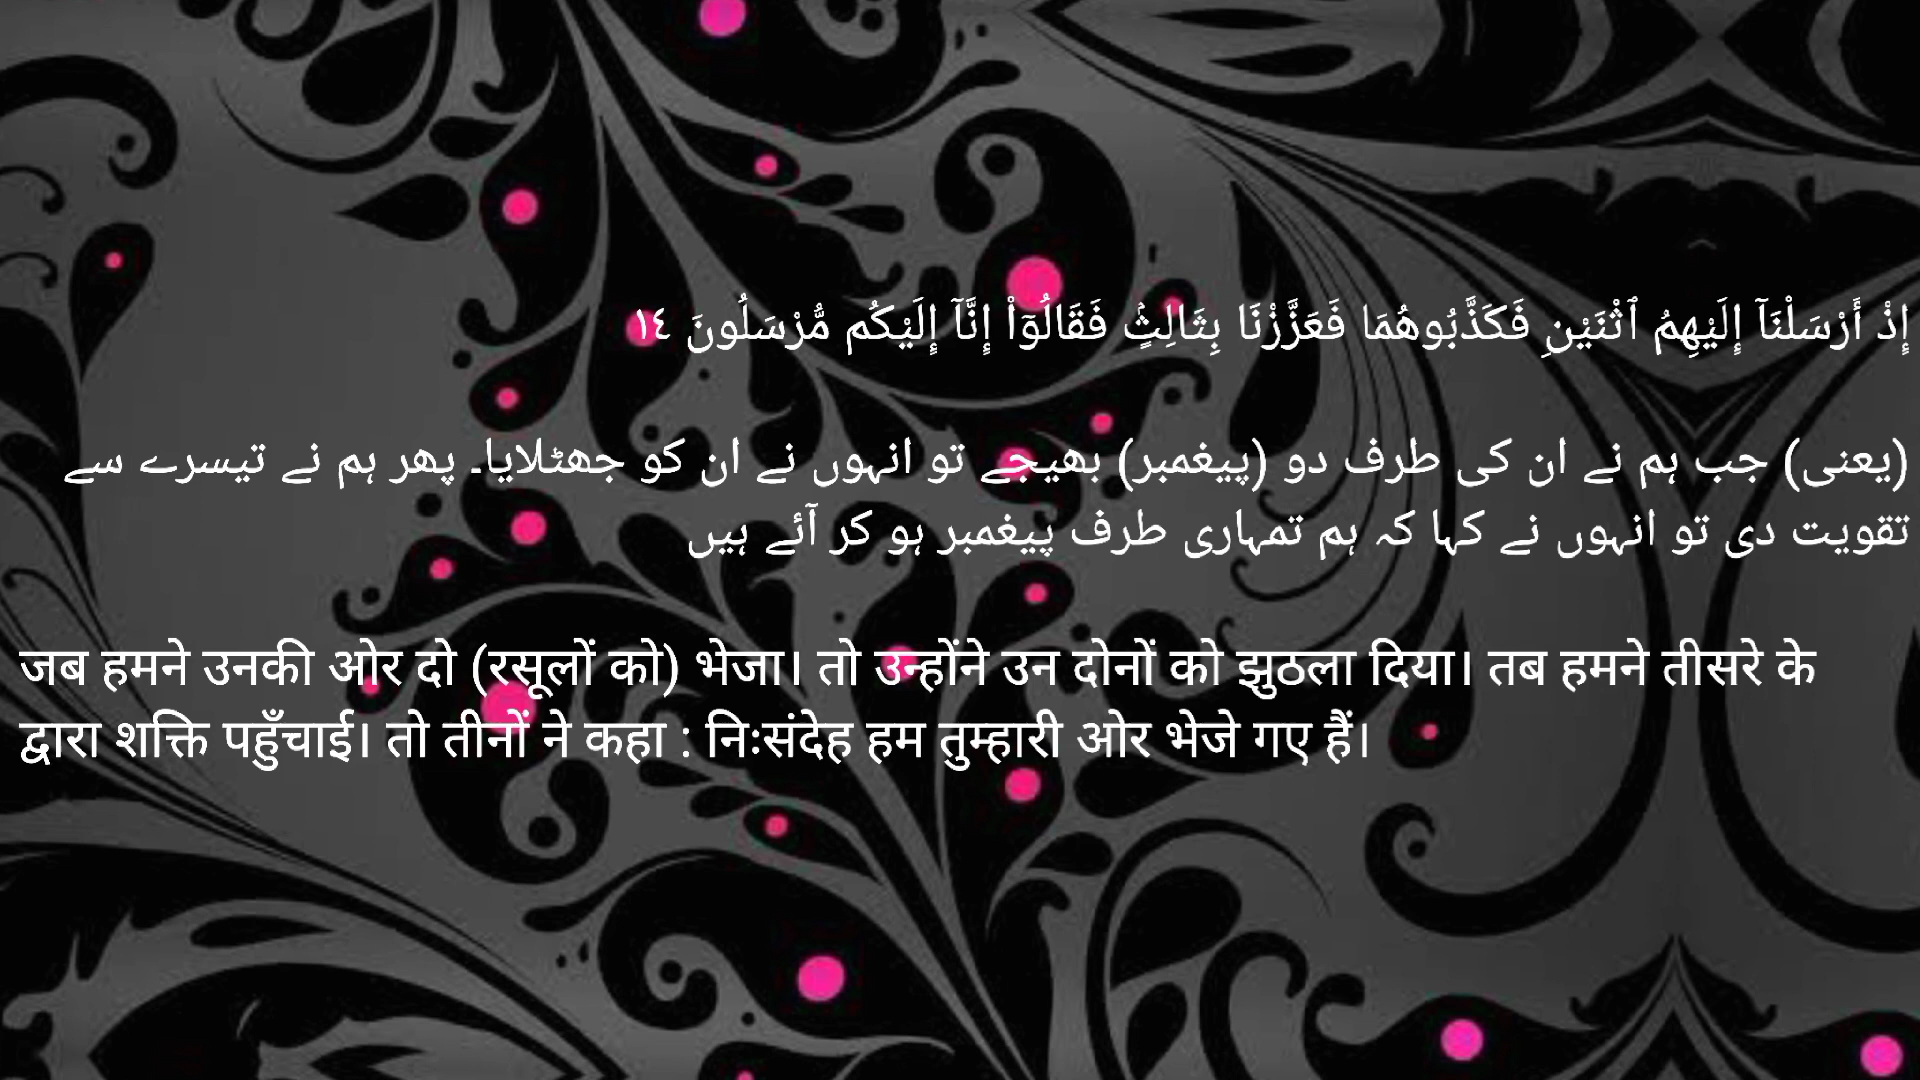 إِذْ أَرْسَلْنَآ إِلَيْهِمُ ٱثْنَيْنِ فَكَذَّبُوهُمَا فَعَزَّزْنَا بِثَالِثٍۢ فَقَالُوٓا۟ إِنَّآ إِلَيْكُم مُّرْسَلُونَ ١٤
(یعنی) جب ہم نے ان کی طرف دو (پیغمبر) بھیجے تو انہوں نے ان کو جھٹلایا۔ پھر ہم نے تیسرے سے
تقویت دی تو انہوں نے کہا کہ ہم تمہاری طرف پیغمبر ہو کر آئے ہیں
जब हमने उनकी ओर दो (रसूलों को) भेजा। तो उन्होंने उन दोनों को झुठला दिया। तब हमने तीसरे के
द्वारा शक्ति पहुँचाई। तो तीनों ने कहा : निःसंदेह हम तुम्हारी ओर भेजे गए हैं।